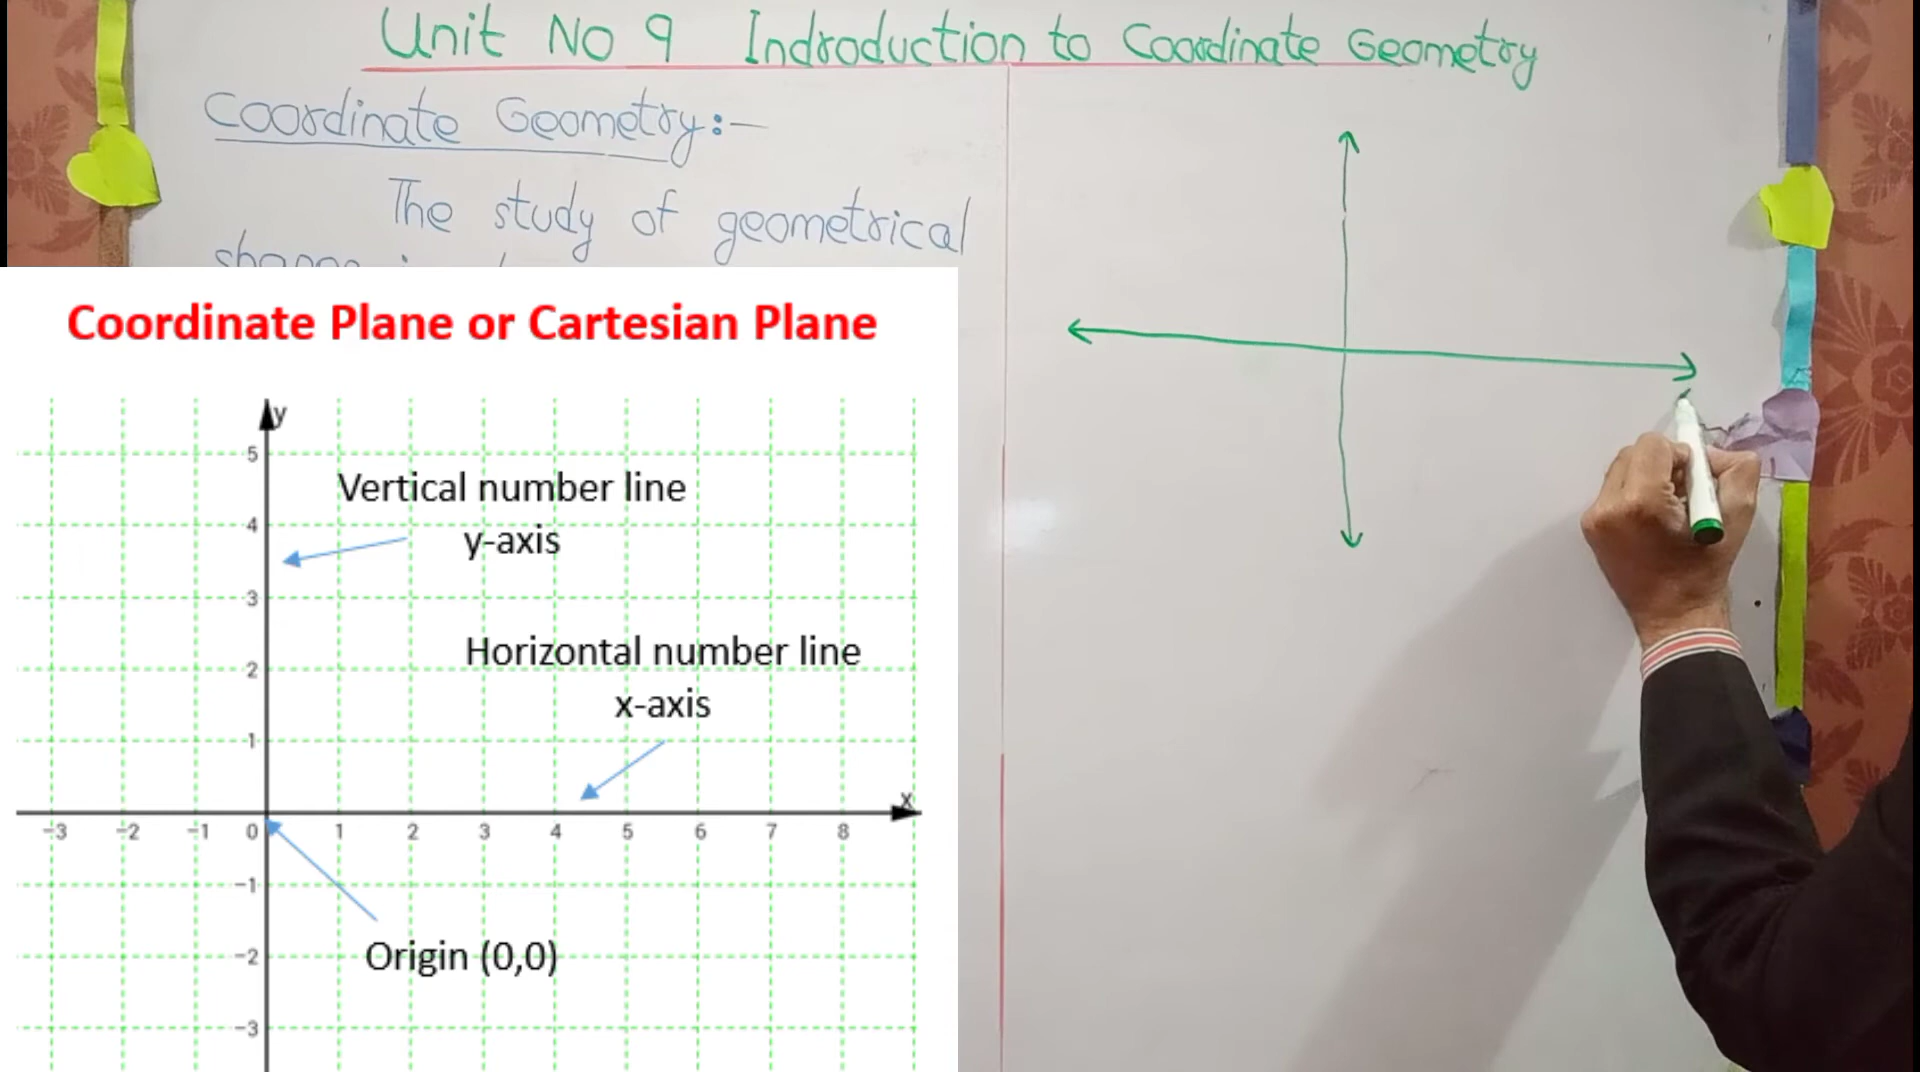 Unit No 9 Indroduction to Coordinate Geometry
Coordinate Geometry:-
The study of geometrical
Coordinate Plane or Cartesian Plane
y
5
Vertical number line
4
y-axis
3
Horizontal number line
2
x-axis
1
x
-3 -2 -1 0 1 2 3 4 5 6 7 8
-1
Origin (0,0)
-2
-3